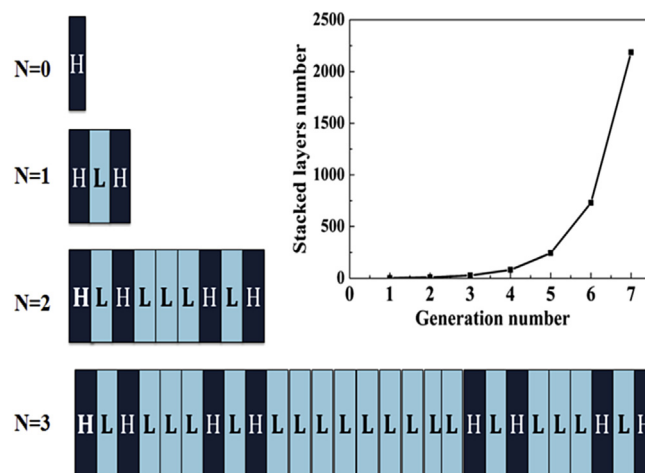 N=0
H
N=1
H L H
N=2
H L H L L L H L H
N=3
H L H L L L H L H L L L L L L L L L H L H L L L H L H
Stacked layers number
2500
2000
1500
1000
500
0
0 1 2 3 4 5 6 7
Generation number